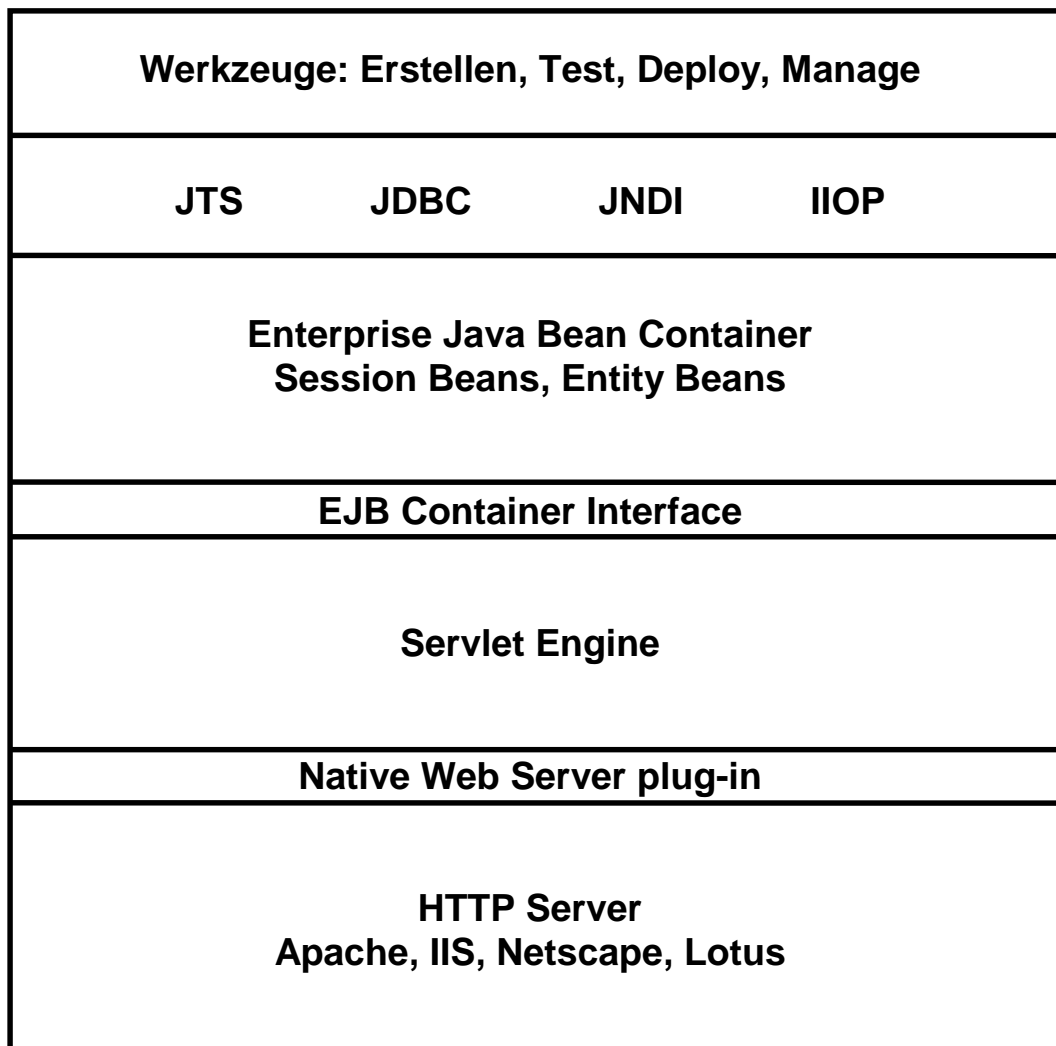 Werkzeuge: Erstellen, Test, Deploy, Manage
JTS JDBC JNDI IIOP
Enterprise Java Bean Container
Session Beans, Entity Beans
EJB Container Interface
Servlet Engine
Native Web Server plug-in
HTTP Server
Apache, IIS, Netscape, Lotus